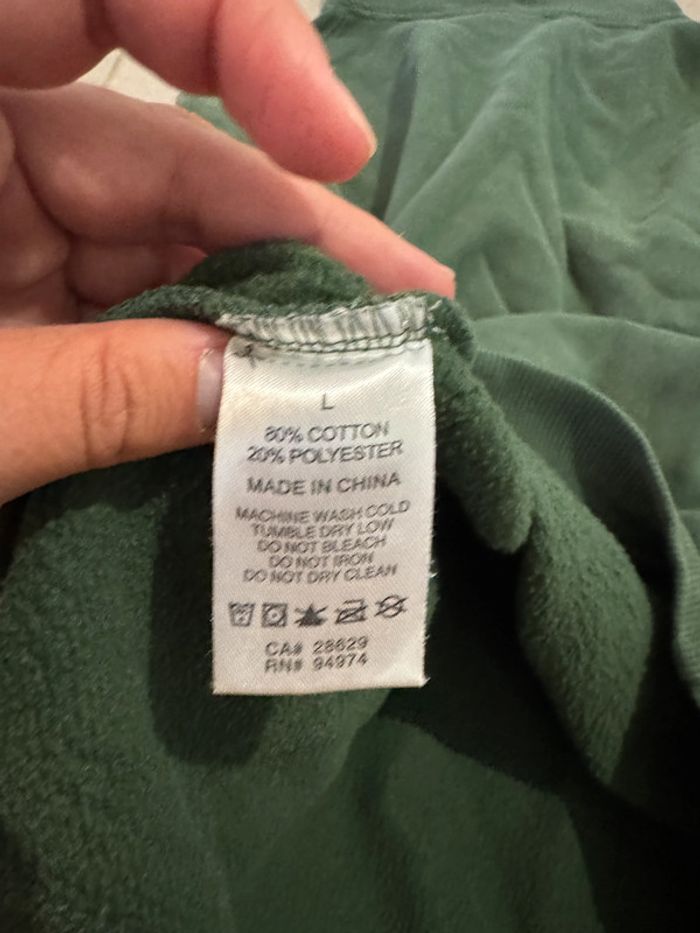 L
80% COTTON
20% POLYESTER
MADE IN CHINA
MACHINE WASH COLD
TUMBLE DRY LOW
DO NOT BLEACH
DO NOT IRON
DO NOT DRY CLEAN
CA# 28629
RN# 94974